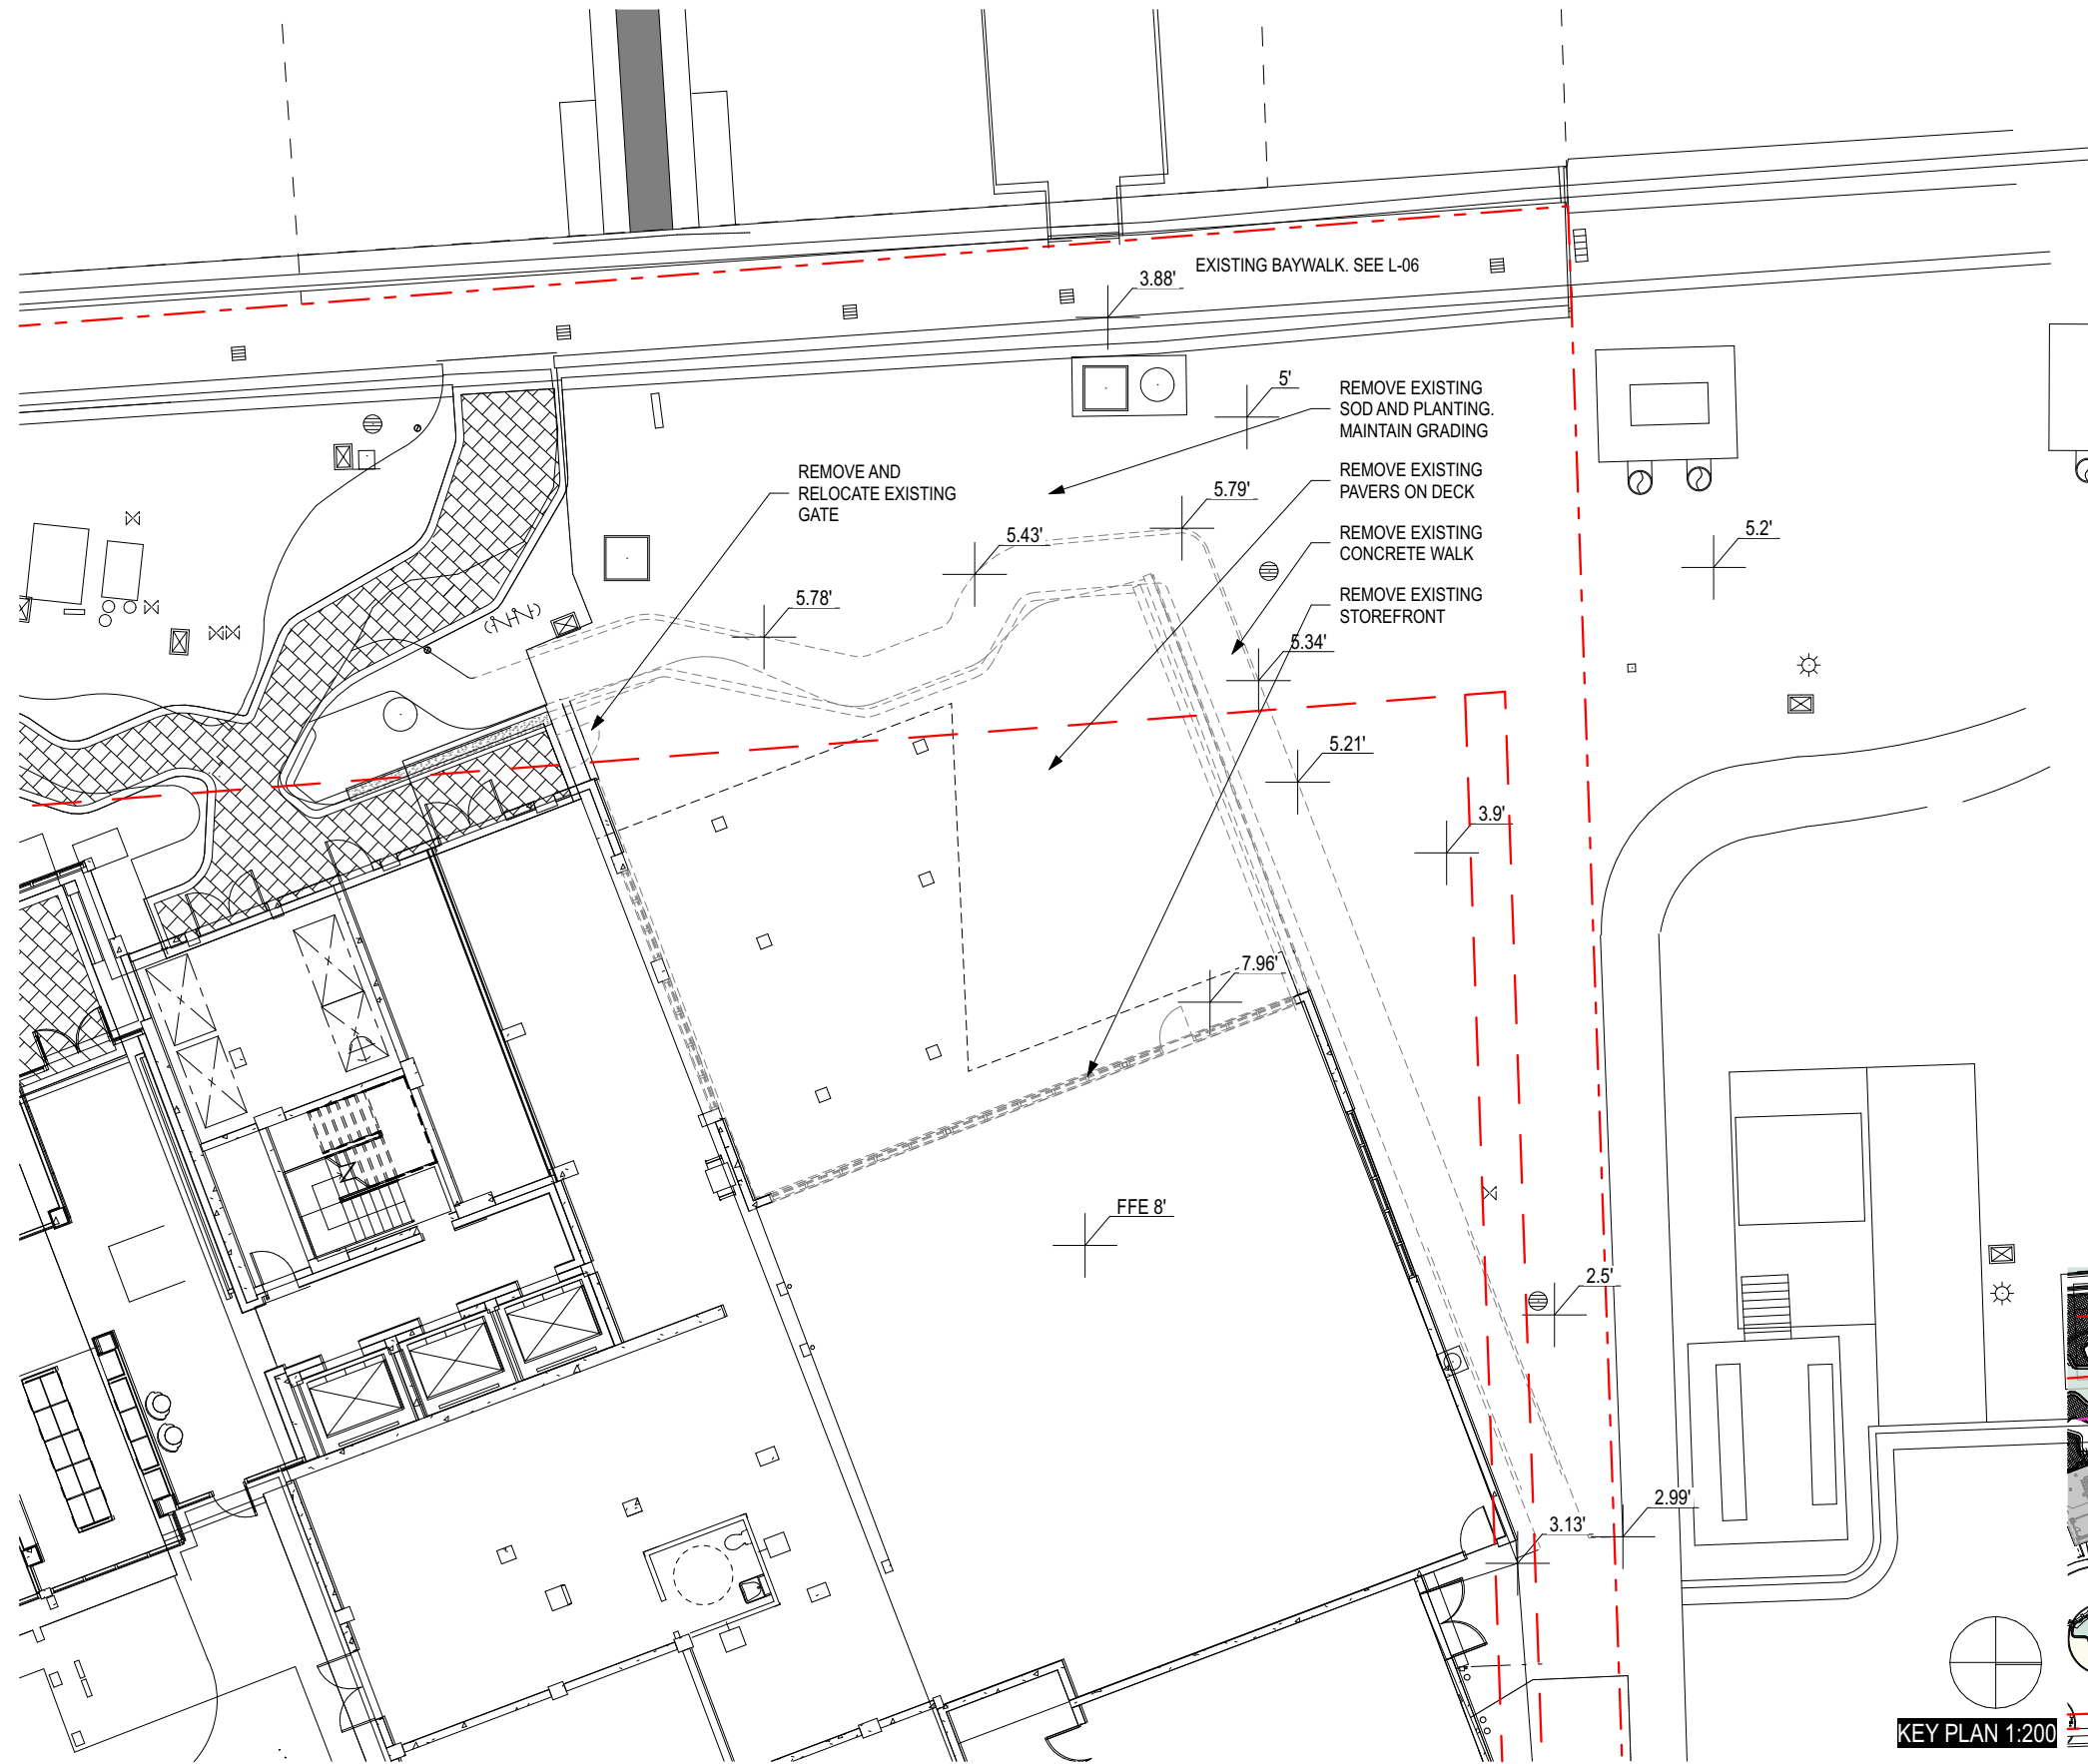 EXISTING BAYWALK. SEE L-06
3.88'
5'
REMOVE EXISTING
SOD AND PLANTING.
MAINTAIN GRADING
REMOVE AND
RELOCATE EXISTING
GATE
REMOVE EXISTING
PAVERS ON DECK
5.79'
5.43'
REMOVE EXISTING
CONCRETE WALK
5.2'
5.78'
REMOVE EXISTING
STOREFRONT
5.34'
5.21'
3.9'
7.96'
FFE 8'
2.5'
2.99'
3.13'
KEY PLAN 1:200